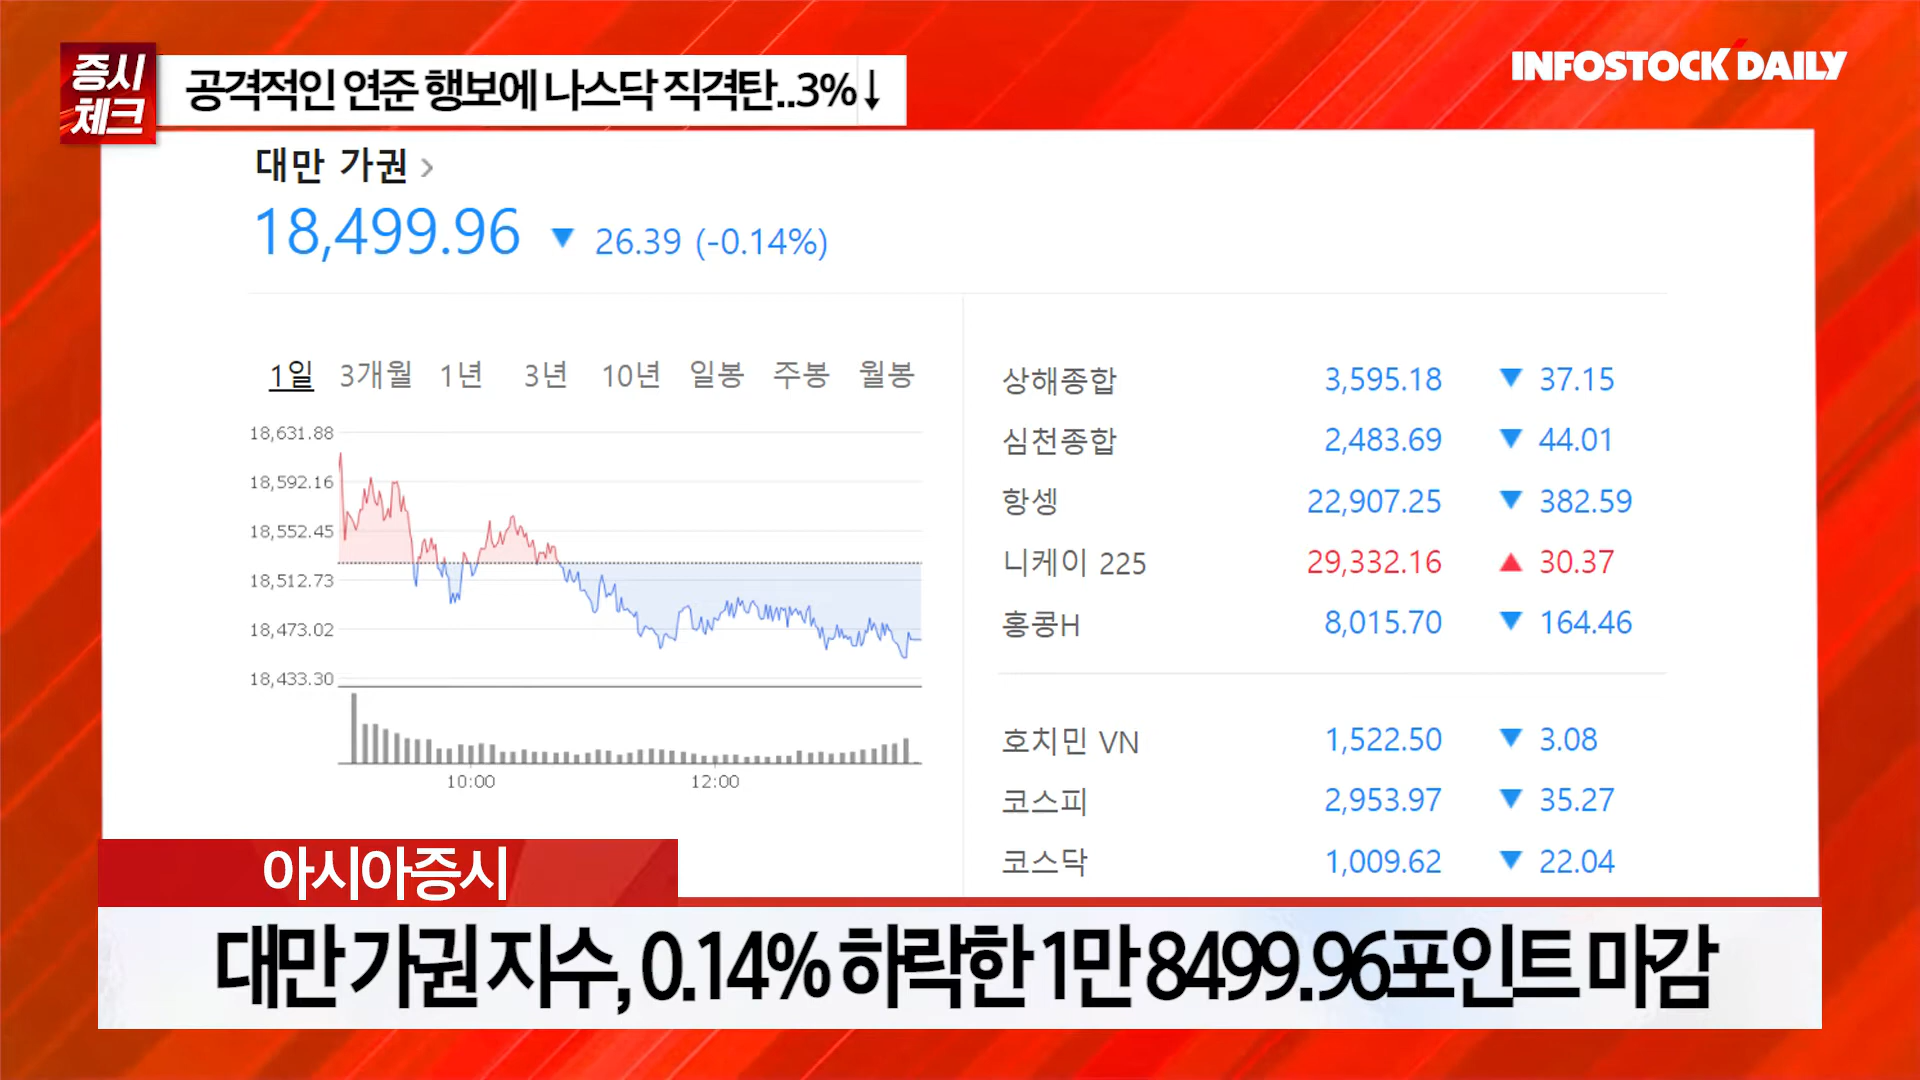 증시
체크
공격적인 연준 행보에 나스닥 직격탄..3%↓
INFOSTOCK DAILY
대만 가권 >
18,499.96 ▼ 26.39 (-0.14%)
1일 3개월 1년 3년 10년 일봉 주봉 월봉
18,631.88
18,592.16
18,552.45
18,512.73
18,473.02
18,433.30
10:00 12:00
상해종합 3,595.18 ▼ 37.15
심천종합 2,483.69 ▼ 44.01
항셍 22,907.25 ▼ 382.59
니케이 225 29,332.16 ▲ 30.37
홍콩H 8,015.70 ▼ 164.46
호치민 VN 1,522.50 ▼ 3.08
코스피 2,953.97 ▼ 35.27
코스닥 1,009.62 ▼ 22.04
아시아증시
대만 가권 지수, 0.14% 하락한 1만 8499.96포인트 마감